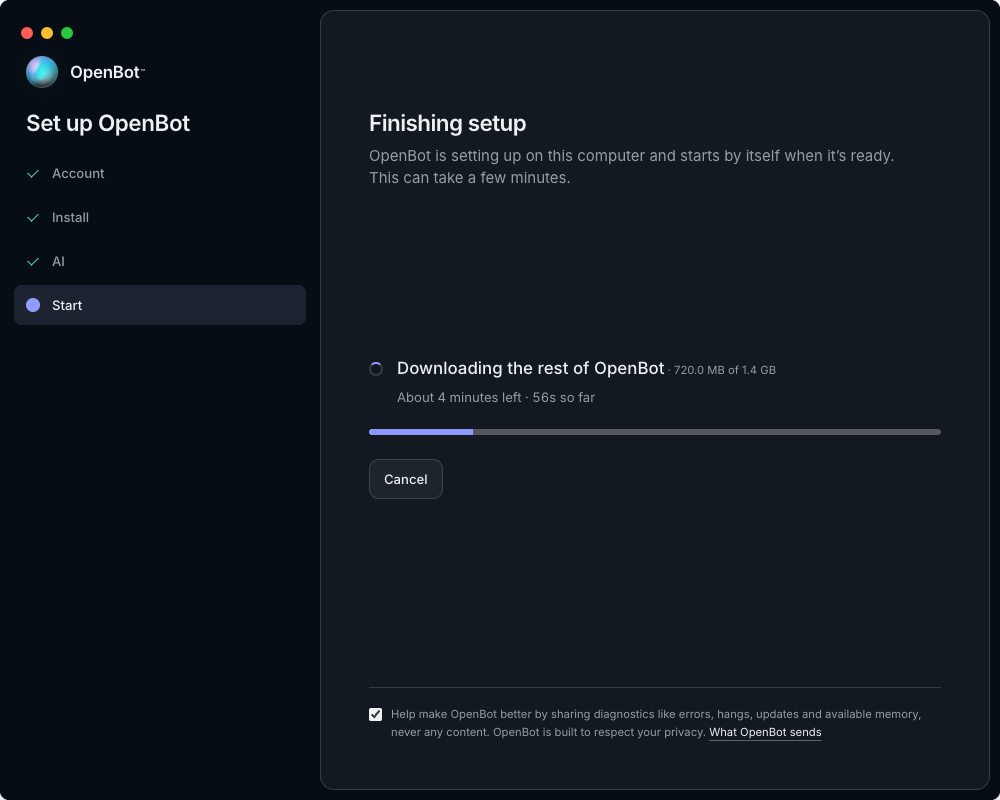 OpenBot™
Set up OpenBot
Account
Install
AI
Start
Finishing setup
OpenBot is setting up on this computer and starts by itself when it’s ready.
This can take a few minutes.
Downloading the rest of OpenBot · 720.0 MB of 1.4 GB
About 4 minutes left · 56s so far
Cancel
Help make OpenBot better by sharing diagnostics like errors, hangs, updates and available memory,
never any content. OpenBot is built to respect your privacy. What OpenBot sends